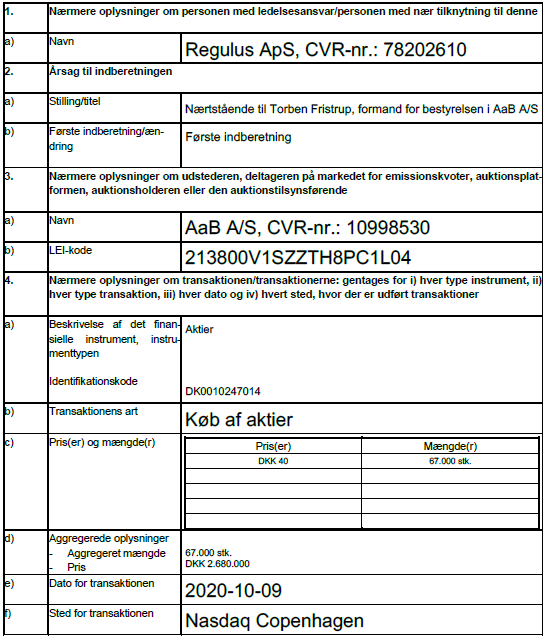 1. Nærmere oplysninger om personen med ledelsesansvar/personen med nær tilknytning til denne
a) Navn Regulus ApS, CVR-nr.: 78202610
2. Årsag til indberetningen
a) Stilling/titel Nærtstående til Torben Fristrup, formand for bestyrelsen i AaB A/S
b) Første indberetning/æn-
dring
Første indberetning
3. Nærmere oplysninger om udstederen, deltageren på markedet for emissionskvoter, auktionsplat-
formen, auktionsholderen eller den auktionstilsynsførende
a) Navn AaB A/S, CVR-nr.: 10998530
b) LEI-kode 213800V1SZZTH8PC1L04
4. Nærmere oplysninger om transaktionen/transaktionerne: gentages for i) hver type instrument, ii)
hver type transaktion, iii) hver dato og iv) hvert sted, hvor der er udført transaktioner
a) Beskrivelse af det finan-
sielle instrument, instru-
menttypen
Aktier
Identifikationskode
DK0010247014
b) Transaktionens art Køb af aktier
c) Pris(er) og mængde(r) Pris(er) Mængde(r)
DKK 40 67.000 stk.
d) Aggregerede oplysninger
- Aggregeret mængde 67.000 stk.
- Pris DKK 2.680.000
e) Dato for transaktionen 2020-10-09
f) Sted for transaktionen Nasdaq Copenhagen